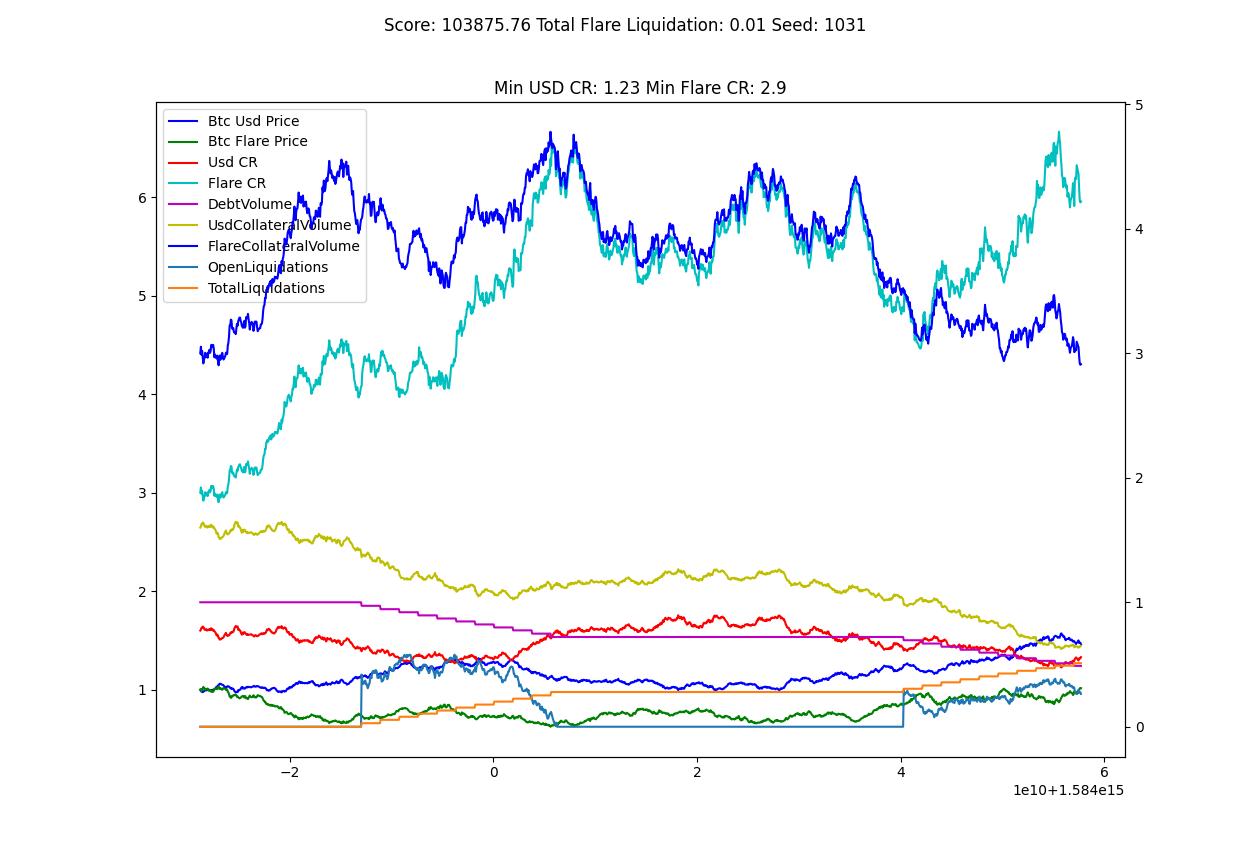 Score: 103875.76 Total Flare Liquidation: 0.01 Seed: 1031
Min USD CR: 1.23 Min Flare CR: 2.9
Btc Usd Price
Btc Flare Price
Usd CR
Flare CR
DebtVolume
UsdCollateralVolume
FlareCollateralVolume
OpenLiquidations
TotalLiquidations
6
5
4
3
2
1
5
4
3
2
1
0
−2
0
2
4
6
1e10+1.584e15